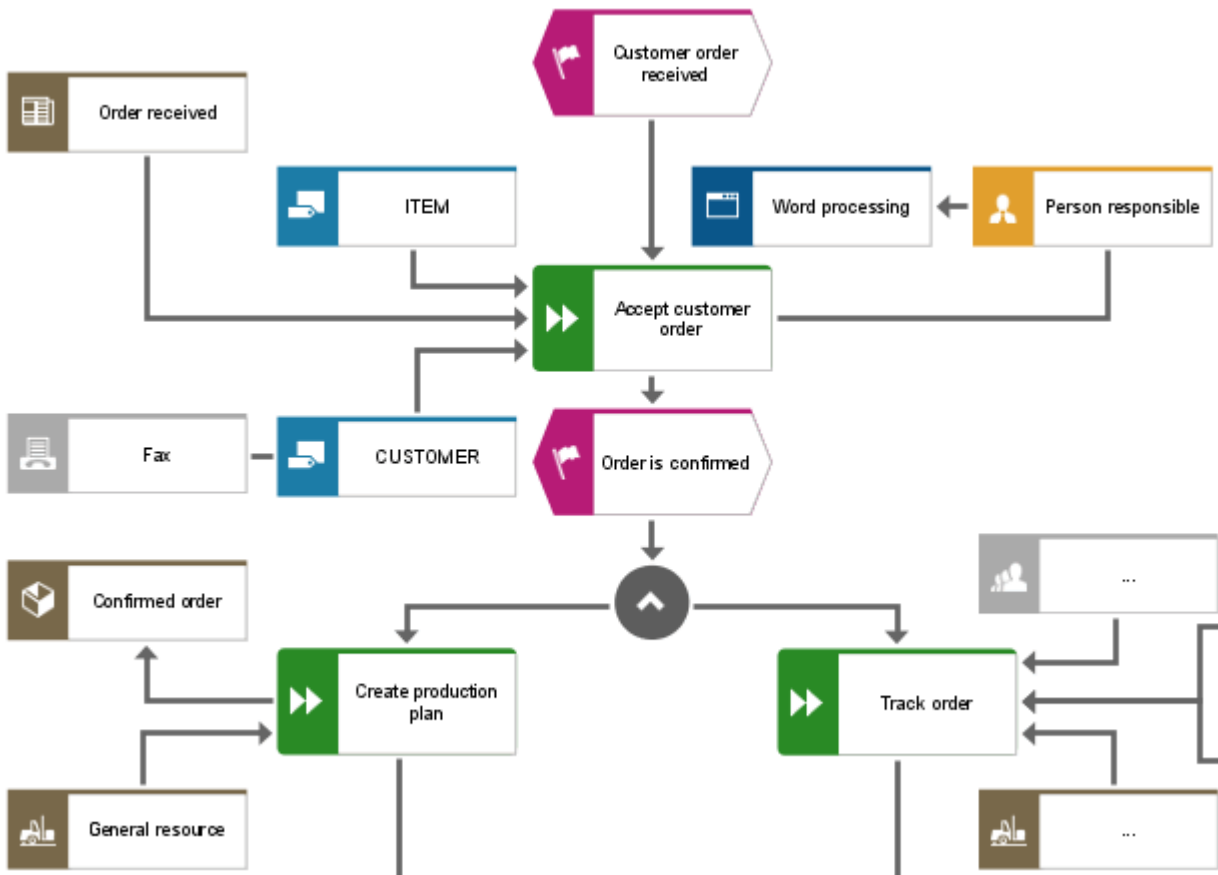 Customer order
received
Order received
ITEM
Word processing
Person responsible
Accept customer
order
Fax
CUSTOMER
Order is confirmed
Confirmed order
...
Create production
plan
Track order
General resource
...